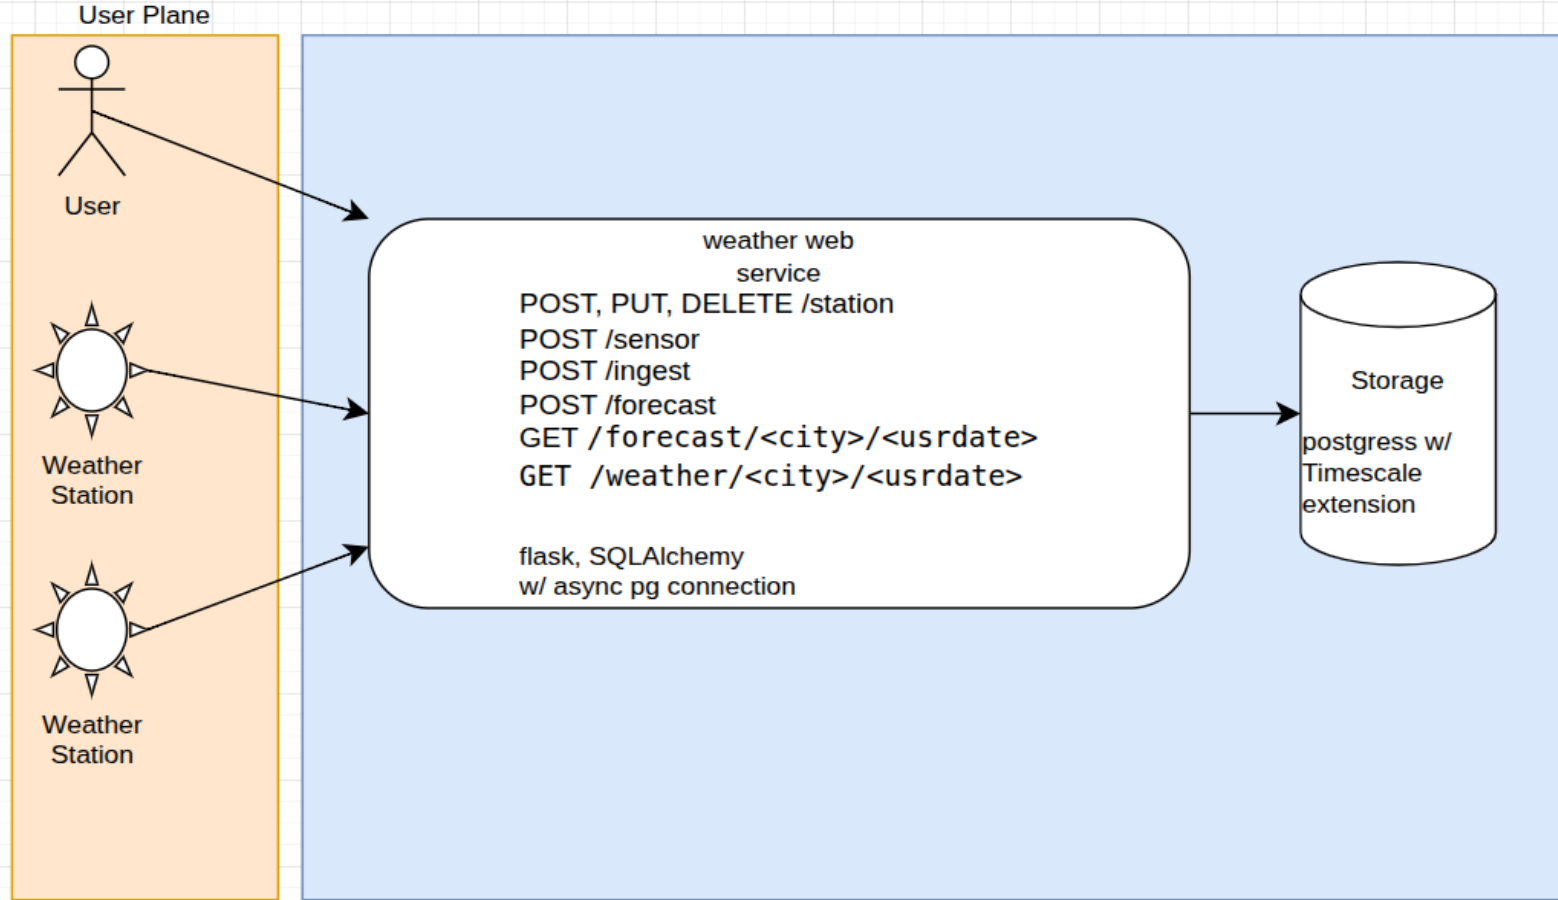 User Plane
User
Weather
Station
Weather
Station
weather web
service
POST, PUT, DELETE /station
POST /sensor
POST /ingest
POST /forecast
GET /forecast/<city>/<usrdate>
GET /weather/<city>/<usrdate>
flask, SQLAlchemy
w/ async pg connection
Storage
postgress w/
Timescale
extension